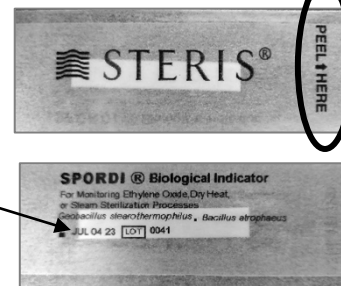 STERIS®
PEEL⬆HERE
SPORDI ® Biological Indicator
For Monitoring Ethylene Oxide, Dry Heat,
or Steam Sterilization Processes
Geobacillus stearothermophilus, Bacillus atrophaeus
JUL 04 23 LOT 0041